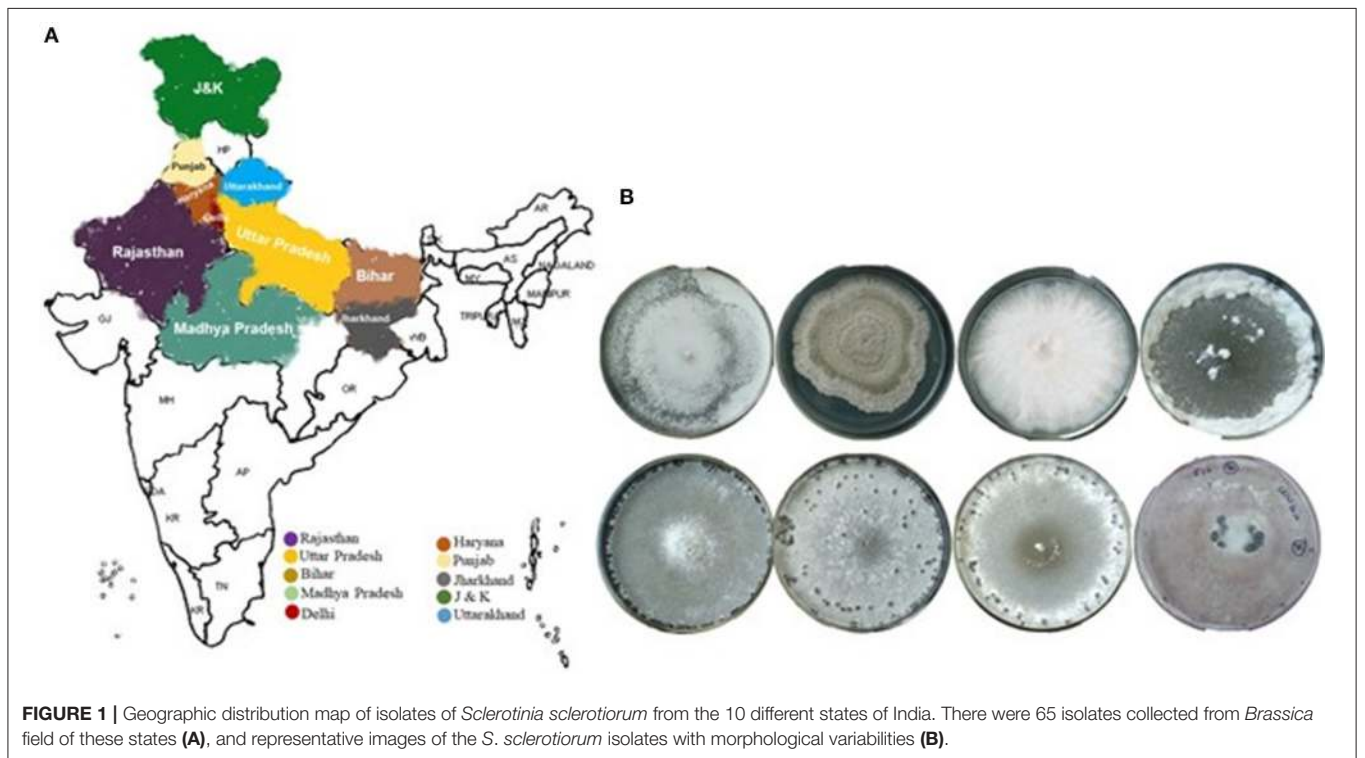 A
J&K
HP
Punjab
Haryana
Uttarakhand
Rajasthan
Uttar Pradesh
Bihar
Madhya Pradesh
Jharkhand
GJ
AR
AS
NAGALAND
MANIPUR
WB
MH
OR
AP
KR
TN
Rajasthan
Uttar Pradesh
Bihar
Madhya Pradesh
Delhi
Haryana
Punjab
Jharkhand
J & K
Uttarakhand
B
FIGURE 1 | Geographic distribution map of isolates of Sclerotinia sclerotiorum from the 10 different states of India. There were 65 isolates collected from Brassica
field of these states (A), and representative images of the S. sclerotiorum isolates with morphological variabilities (B).